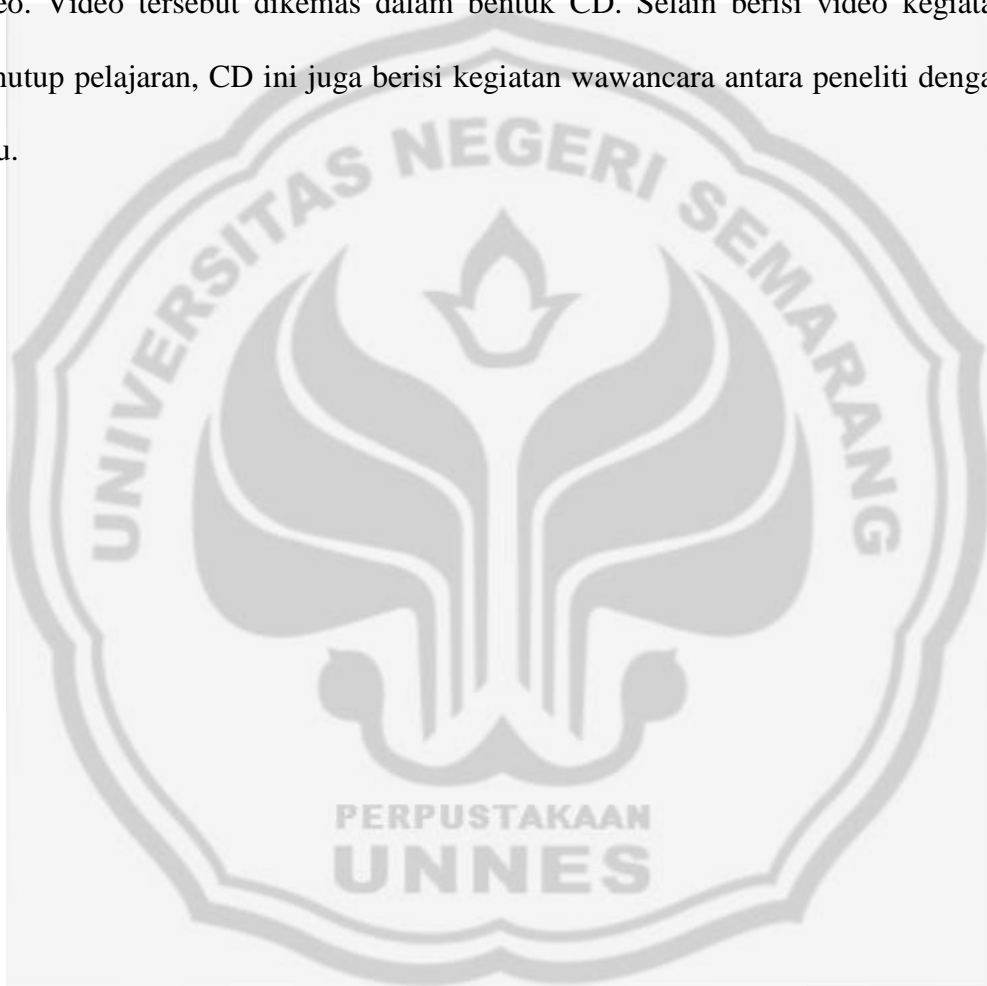 eo. Video tersebut dikemas dalam bentuk CD. Selain berisi video kegiata
nutup pelajaran, CD ini juga berisi kegiatan wawancara antara peneliti denga
u.
UNIVERSITAS NEGERI SEMARANG
PERPUSTAKAAN
UNNES